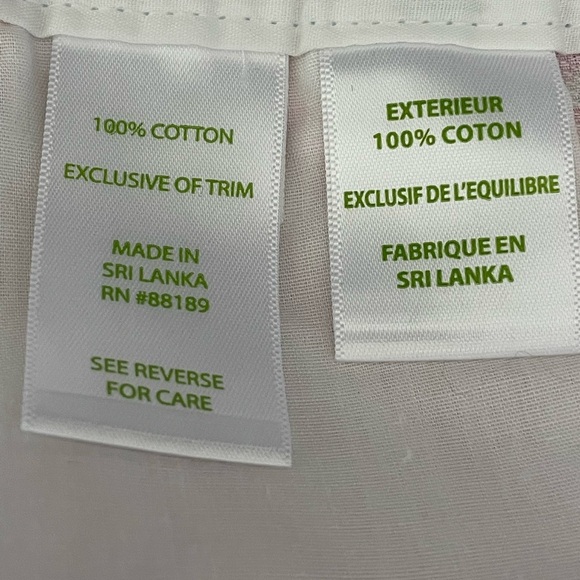 100% COTTON
EXCLUSIVE OF TRIM
MADE IN
SRI LANKA
RN #88189
SEE REVERSE
FOR CARE
EXTERIEUR
100% COTON
EXCLUSIF DE L'EQUILIBRE
FABRIQUE EN
SRI LANKA